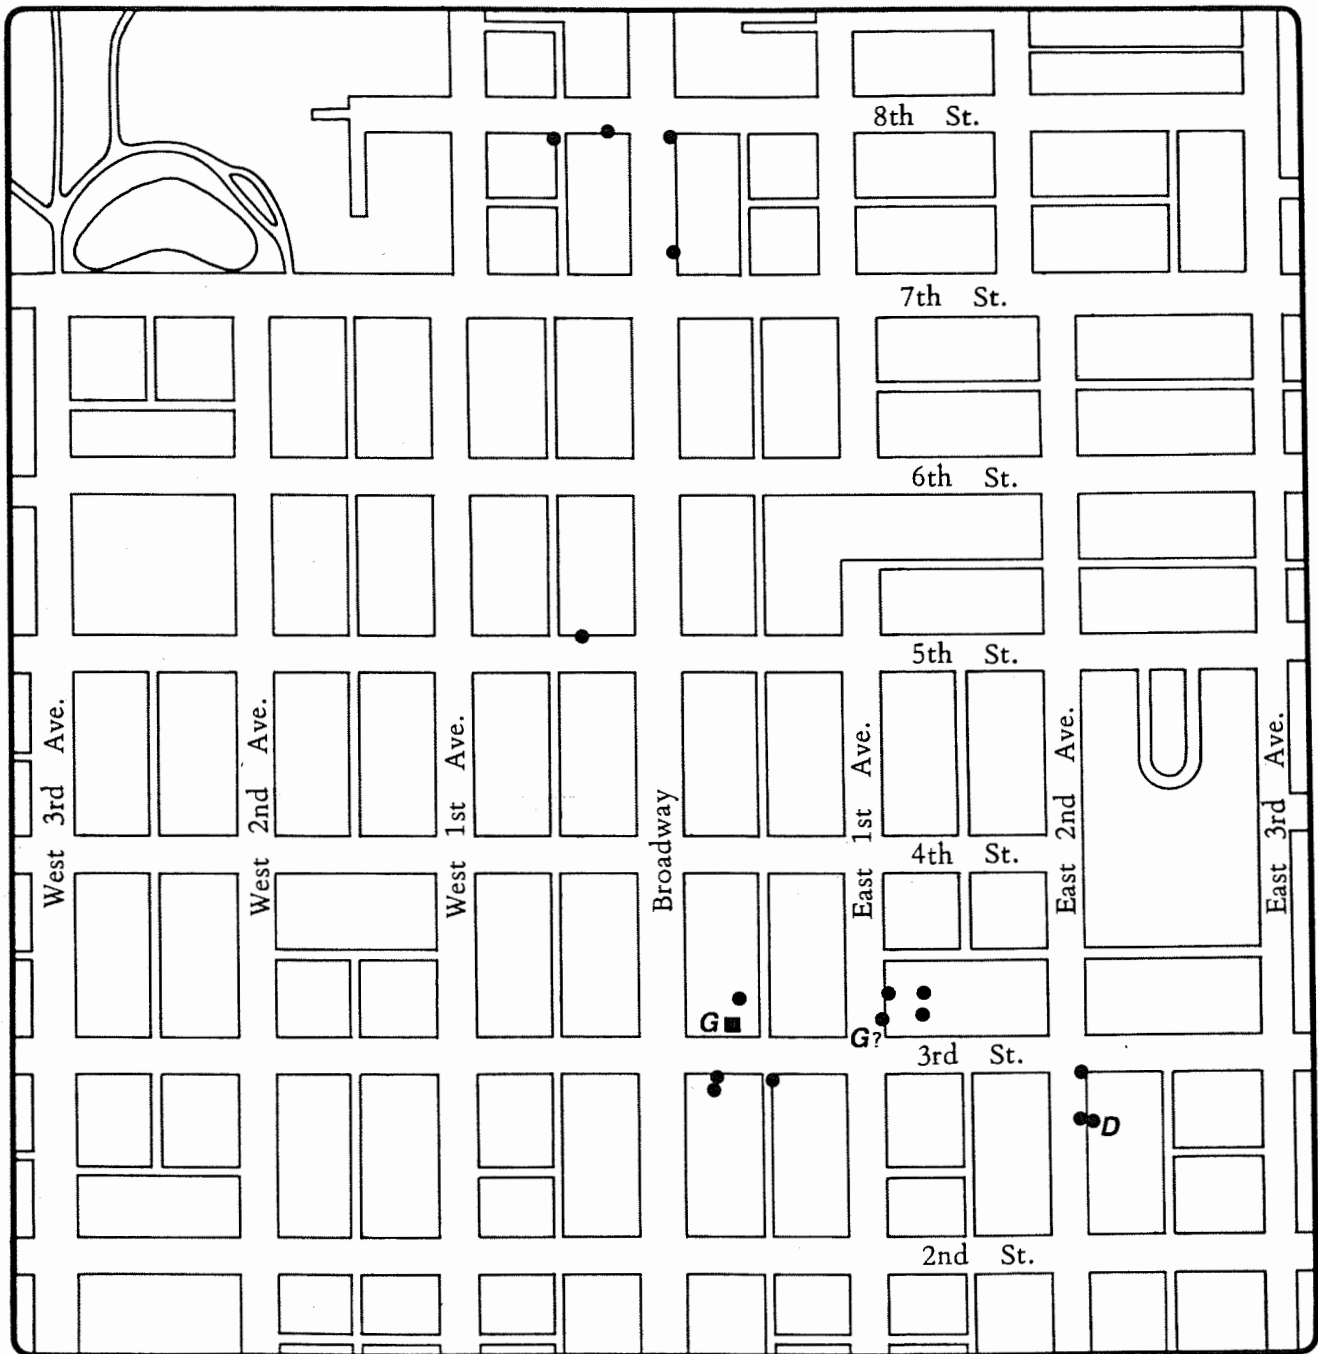 8th St.
7th St.
6th St.
5th St.
West 3rd Ave.
West 2nd Ave.
West 1st Ave.
Broadway
East 1st Ave.
East 2nd Ave.
East 3rd Ave.
4th St.
G
G?
3rd St.
D
2nd St.